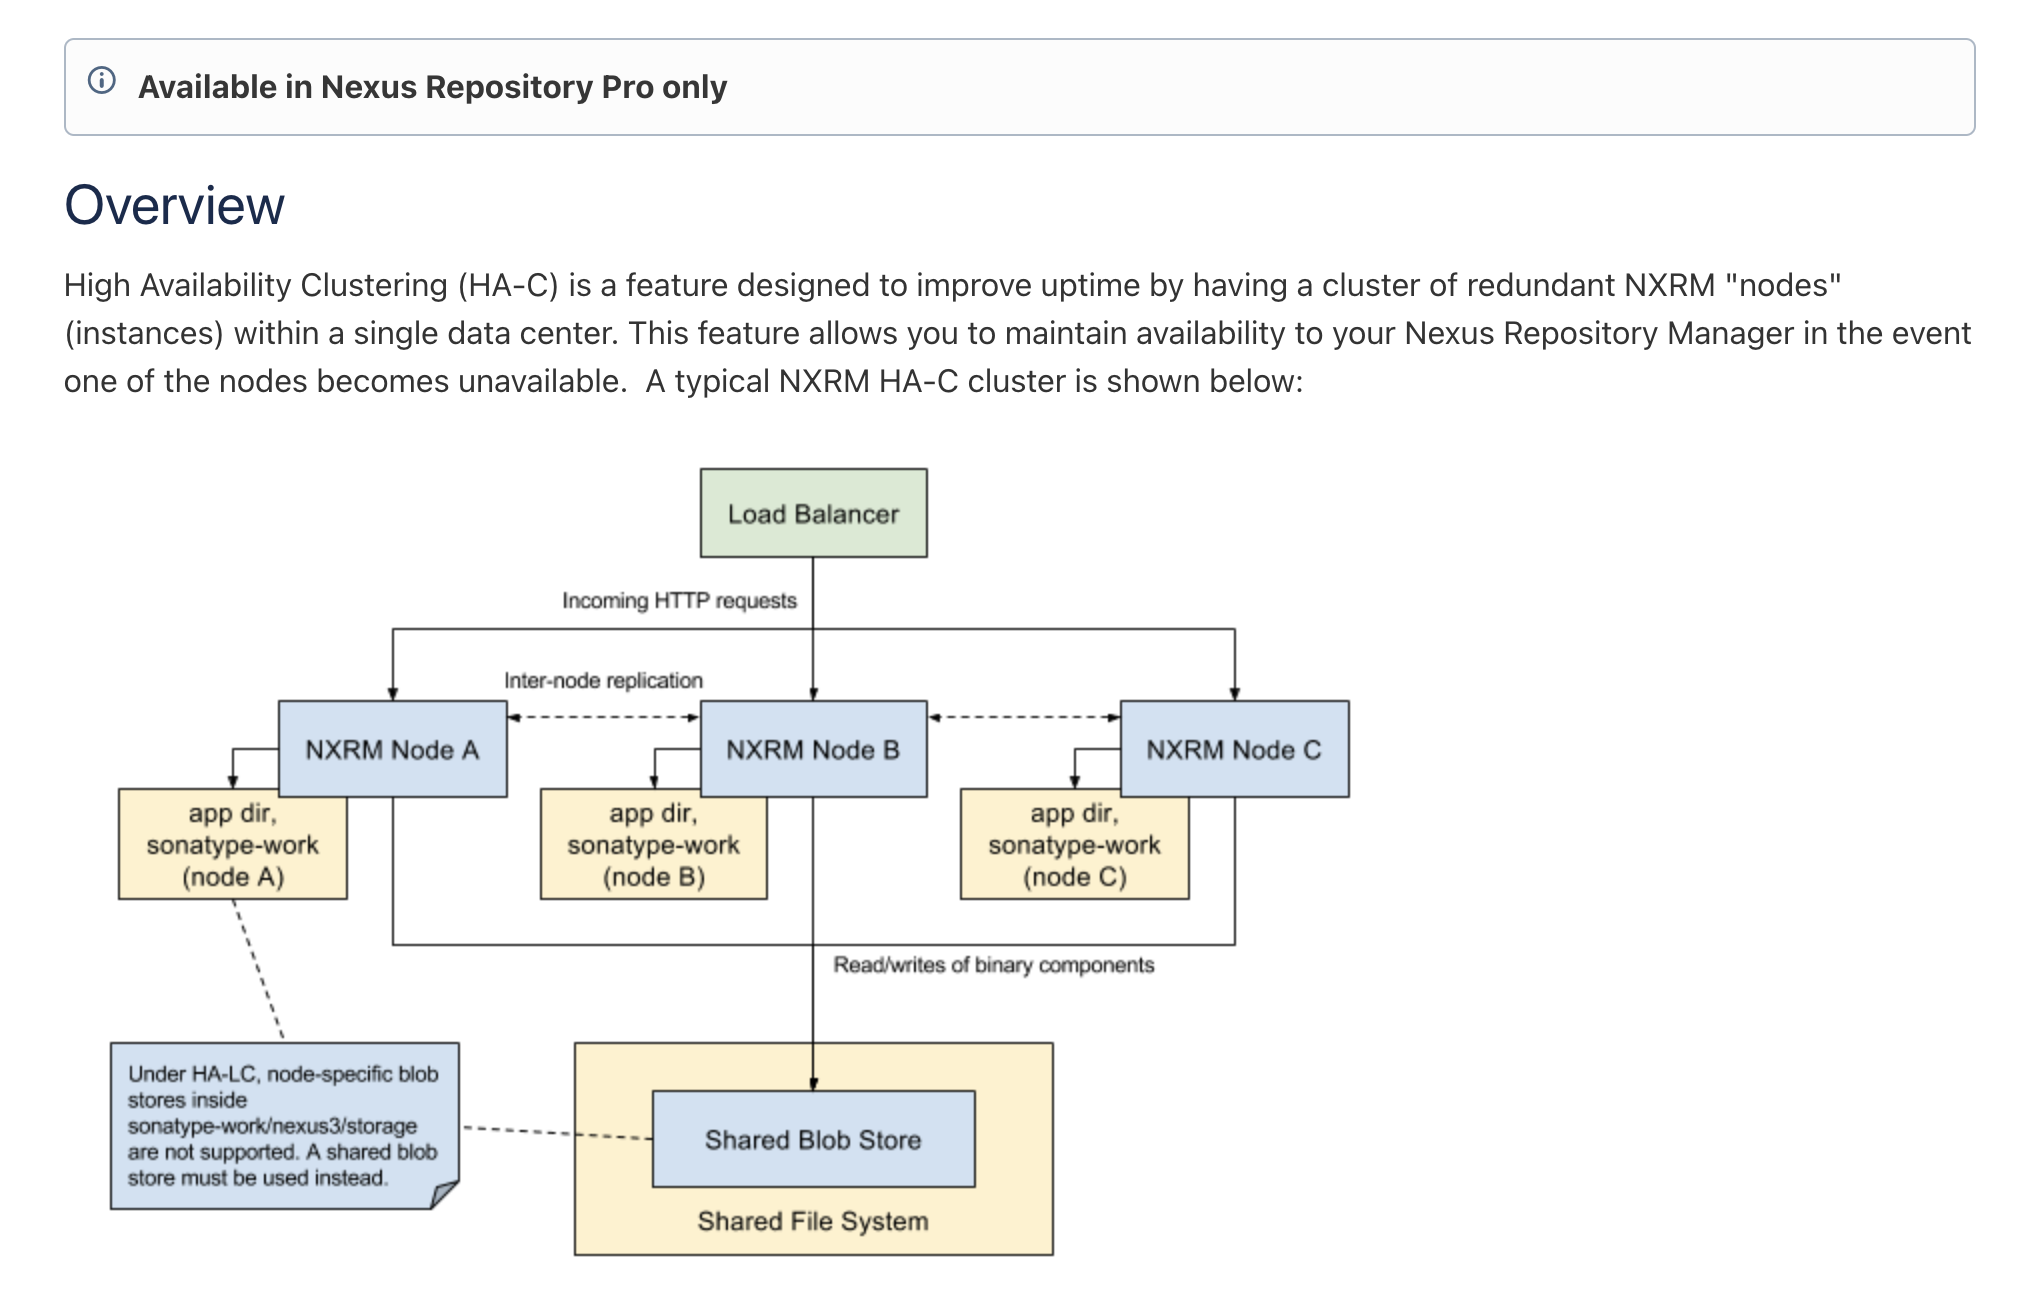 Available in Nexus Repository Pro only
Overview
High Availability Clustering (HA-C) is a feature designed to improve uptime by having a cluster of redundant NXRM "nodes"
(instances) within a single data center. This feature allows you to maintain availability to your Nexus Repository Manager in the event
one of the nodes becomes unavailable.  A typical NXRM HA-C cluster is shown below:
Load Balancer
Incoming HTTP requests
Inter-node replication
NXRM Node A
NXRM Node B
NXRM Node C
app dir,
sonatype-work
(node A)
app dir,
sonatype-work
(node B)
app dir,
sonatype-work
(node C)
Read/writes of binary components
Under HA-LC, node-specific blob
stores inside
sonatype-work/nexus3/storage
are not supported. A shared blob
store must be used instead.
Shared Blob Store
Shared File System